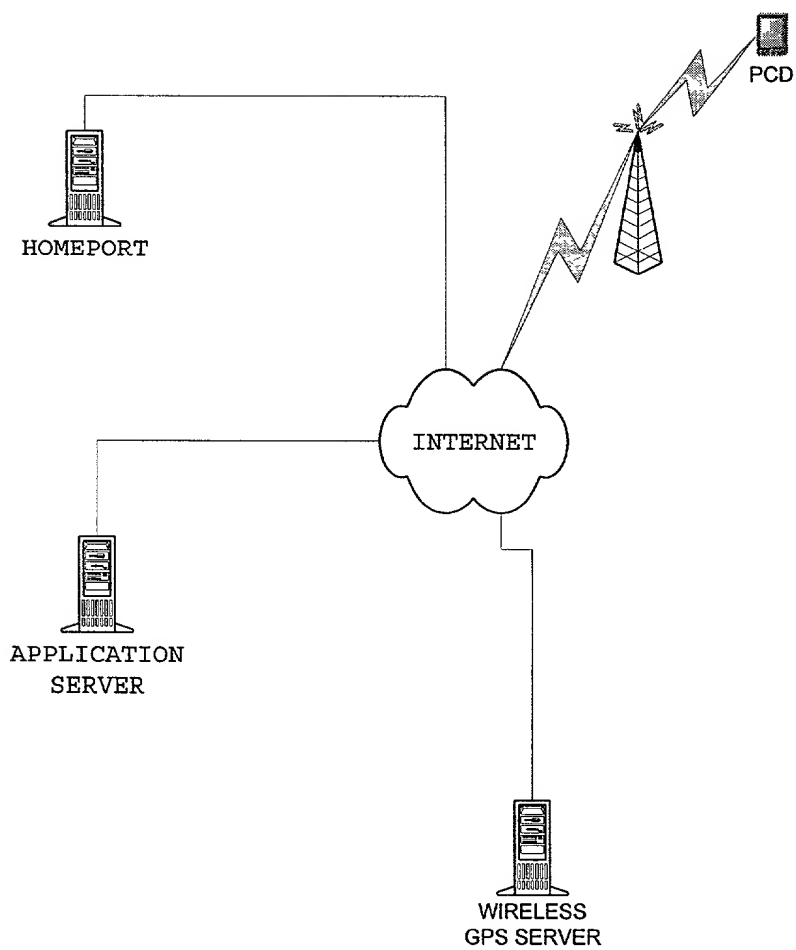 PCD
HOMEPORT
INTERNET
APPLICATION
SERVER
WIRELESS
GPS SERVER